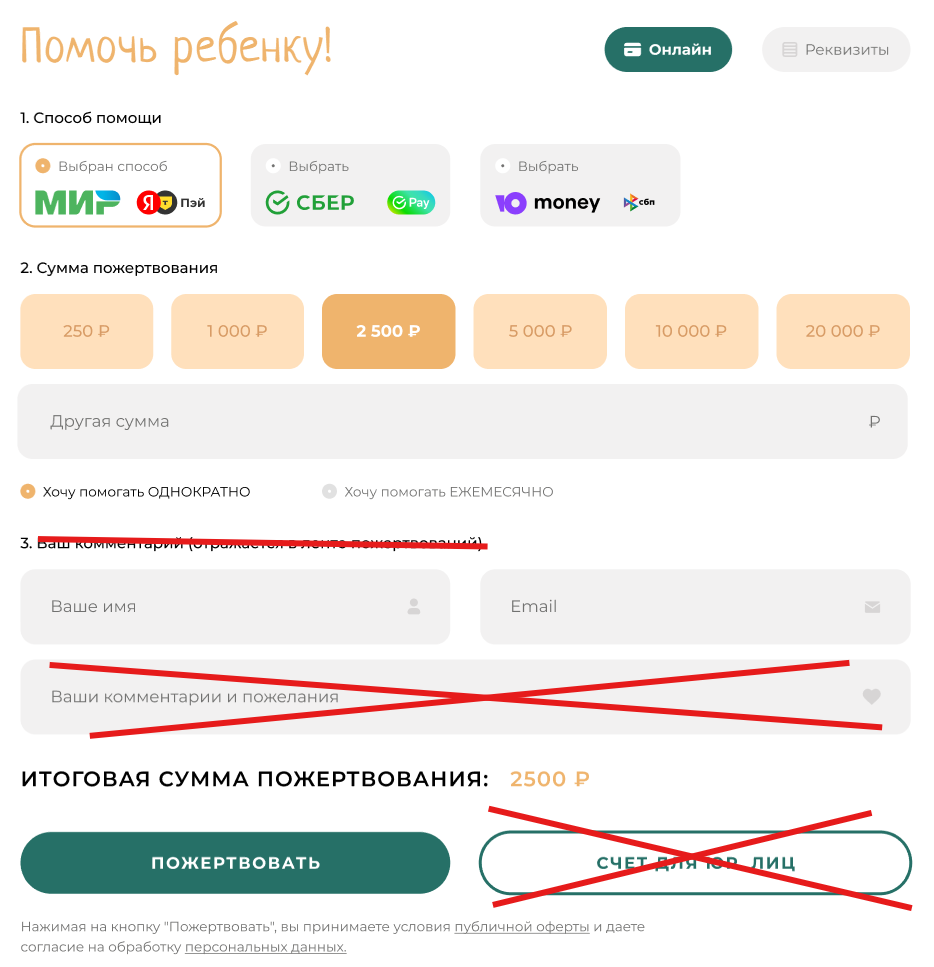 Помочь ребенку!
Онлайн
Реквизиты
1. Способ помощи
Выбран способ
Выбрать
Выбрать
МИР Я т Пэй
СБЕР Pay
Ю money сбп
2. Сумма пожертвования
250 ₽
1 000 ₽
2 500 ₽
5 000 ₽
10 000 ₽
20 000 ₽
Другая сумма ₽
Хочу помогать ОДНОКРАТНО
Хочу помогать ЕЖЕМЕСЯЧНО
3. Ваш комментарий (отражается в ленте пожертвований)
Ваше имя
Email
Ваши комментарии и пожелания
ИТОГОВАЯ СУММА ПОЖЕРТВОВАНИЯ: 2500 ₽
ПОЖЕРТВОВАТЬ
СЧЕТ ДЛЯ ЮР. ЛИЦ
Нажимая на кнопку "Пожертвовать", вы принимаете условия публичной оферты и даете
согласие на обработку персональных данных.